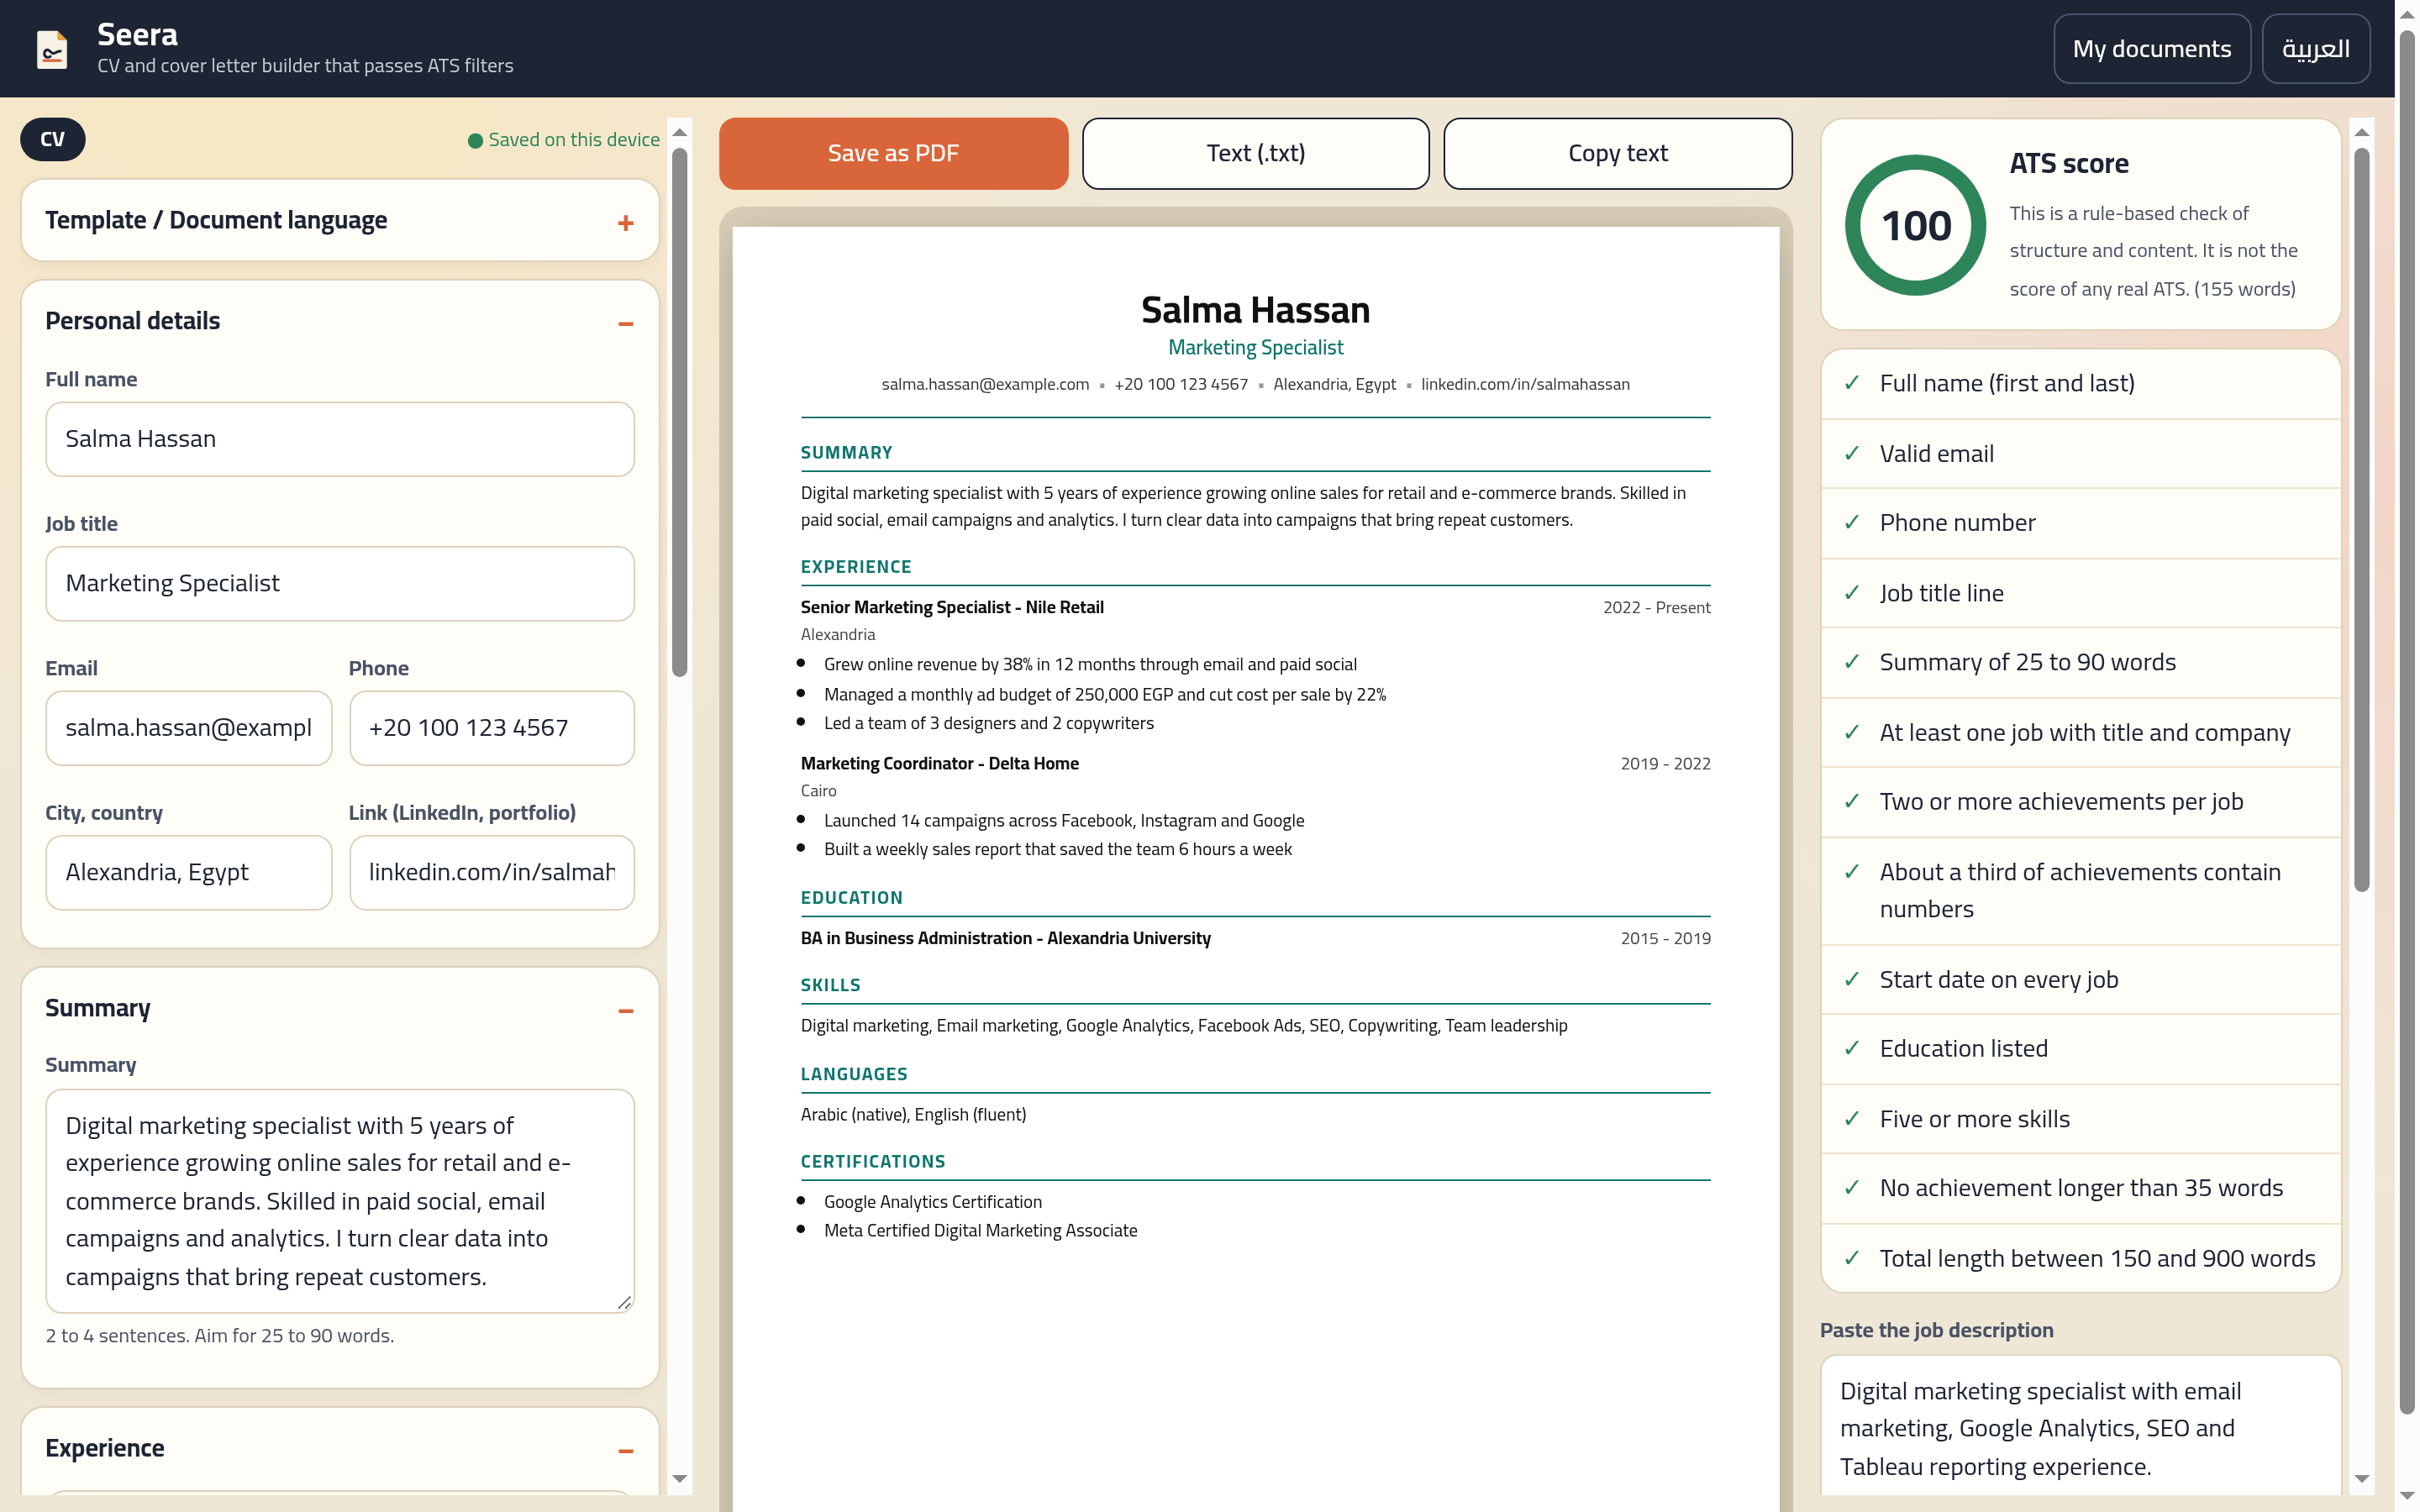 Seera
CV and cover letter builder that passes ATS filters
My documents
العربية
CV
Saved on this device
Template / Document language
+
Personal details
–
Full name
Salma Hassan
Job title
Marketing Specialist
Email
Phone
salma.hassan@exampl
+20 100 123 4567
City, country
Link (LinkedIn, portfolio)
Alexandria, Egypt
linkedin.com/in/salmah
Summary
–
Summary
Digital marketing specialist with 5 years of
experience growing online sales for retail and e-
commerce brands. Skilled in paid social, email
campaigns and analytics. I turn clear data into
campaigns that bring repeat customers.
2 to 4 sentences. Aim for 25 to 90 words.
Experience
–
Save as PDF
Text (.txt)
Copy text
Salma Hassan
Marketing Specialist
salma.hassan@example.com ▪ +20 100 123 4567 ▪ Alexandria, Egypt ▪ linkedin.com/in/salmahassan
SUMMARY
Digital marketing specialist with 5 years of experience growing online sales for retail and e-commerce brands. Skilled in
paid social, email campaigns and analytics. I turn clear data into campaigns that bring repeat customers.
EXPERIENCE
Senior Marketing Specialist - Nile Retail
2022 - Present
Alexandria
• Grew online revenue by 38% in 12 months through email and paid social
• Managed a monthly ad budget of 250,000 EGP and cut cost per sale by 22%
• Led a team of 3 designers and 2 copywriters
Marketing Coordinator - Delta Home
2019 - 2022
Cairo
• Launched 14 campaigns across Facebook, Instagram and Google
• Built a weekly sales report that saved the team 6 hours a week
EDUCATION
BA in Business Administration - Alexandria University
2015 - 2019
SKILLS
Digital marketing, Email marketing, Google Analytics, Facebook Ads, SEO, Copywriting, Team leadership
LANGUAGES
Arabic (native), English (fluent)
CERTIFICATIONS
• Google Analytics Certification
• Meta Certified Digital Marketing Associate
100
ATS score
This is a rule-based check of
structure and content. It is not the
score of any real ATS. (155 words)
✓ Full name (first and last)
✓ Valid email
✓ Phone number
✓ Job title line
✓ Summary of 25 to 90 words
✓ At least one job with title and company
✓ Two or more achievements per job
✓ About a third of achievements contain
numbers
✓ Start date on every job
✓ Education listed
✓ Five or more skills
✓ No achievement longer than 35 words
✓ Total length between 150 and 900 words
Paste the job description
Digital marketing specialist with email
marketing, Google Analytics, SEO and
Tableau reporting experience.